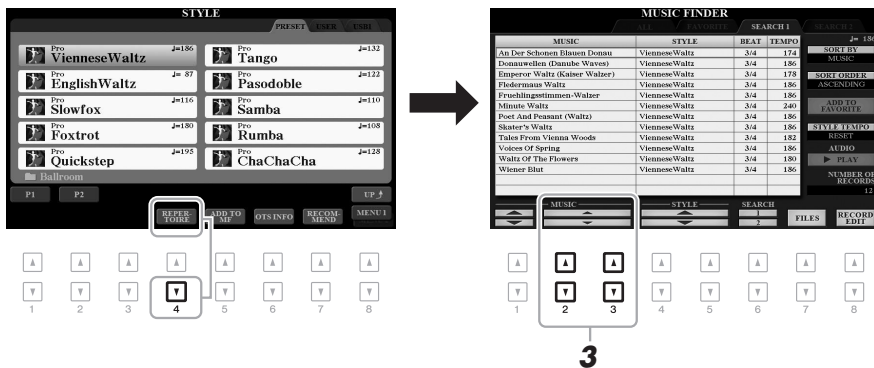 STYLE
PRESET USER USB1
Pro
VienneseWaltz ♩=186
Pro
Tango ♩=132
Pro
EnglishWaltz ♩= 87
Pro
Pasodoble ♩=122
Pro
Slowfox ♩=116
Pro
Samba ♩=110
Pro
Foxtrot ♩=180
Pro
Rumba ♩=108
Pro
Quickstep ♩=195
Pro
ChaChaCha ♩=128
Ballroom
P1 P2 UP
REPER-TOIRE ADD TO MF OTS INFO RECOM-MEND MENU 1
1 2 3 4 5 6 7 8
MUSIC FINDER
ALL FAVORITE SEARCH 1 SEARCH 2
MUSIC STYLE BEAT TEMPO ♩= 186
An Der Schonen Blauen Donau VienneseWaltz 3/4 174
Donauwellen (Danube Waves) VienneseWaltz 3/4 186
Emperor Waltz (Kaiser Walzer) VienneseWaltz 3/4 178
Fledermaus Waltz VienneseWaltz 3/4 186
Fruehlingsstimmen-Walzer VienneseWaltz 3/4 186
Minute Waltz VienneseWaltz 3/4 240
Poet And Peasant (Waltz) VienneseWaltz 3/4 186
Skater's Waltz VienneseWaltz 3/4 186
Tales From Vienna Woods VienneseWaltz 3/4 182
Voices Of Spring VienneseWaltz 3/4 186
Waltz Of The Flowers VienneseWaltz 3/4 180
Wiener Blut VienneseWaltz 3/4 186
SORT BY
MUSIC
SORT ORDER
ASCENDING
ADD TO
FAVORITE
STYLE TEMPO
RESET
AUDIO
PLAY
NUMBER OF
RECORDS
12
MUSIC STYLE SEARCH
1
2
FILES RECORD EDIT
1 2 3 4 5 6 7 8
3